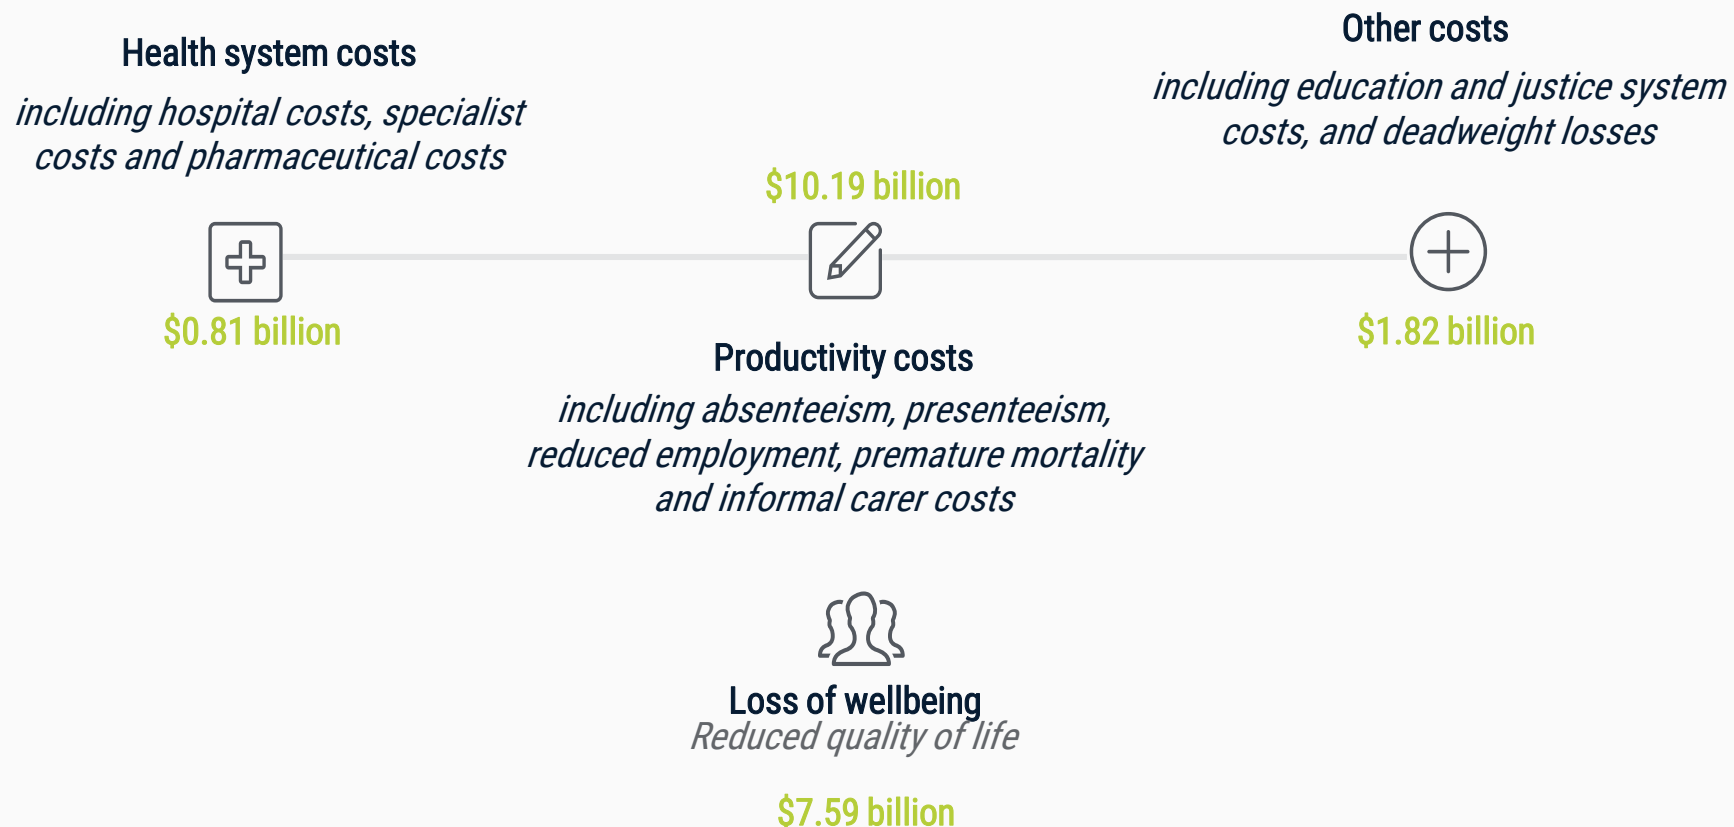 Health system costs
including hospital costs, specialist
costs and pharmaceutical costs
$0.81 billion
$10.19 billion
Productivity costs
including absenteeism, presenteeism,
reduced employment, premature mortality
and informal carer costs
Other costs
including education and justice system
costs, and deadweight losses
$1.82 billion
Loss of wellbeing
Reduced quality of life
$7.59 billion